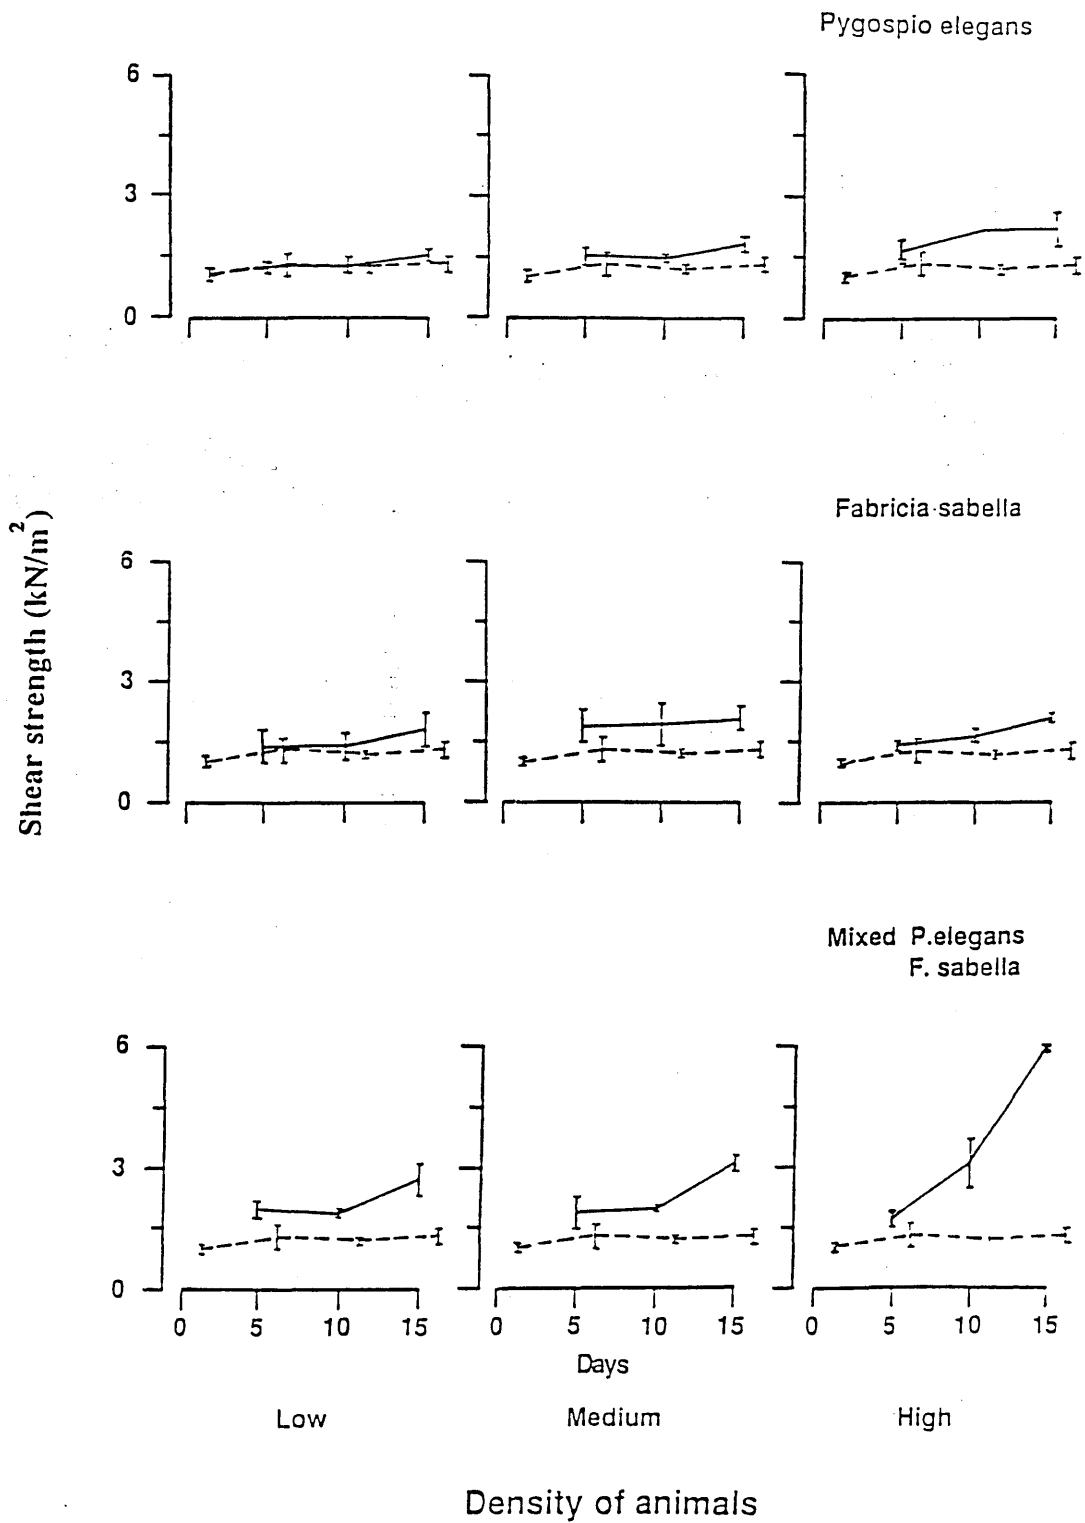 Pygospio elegans
6
3
0
Fabricia sabella
6
3
0
Shear strength (kN/m²)
Mixed P.elegans
F. sabella
6
3
0
0 5 10 15 0 5 10 15 0 5 10 15
Days
Low Medium High
Density of animals